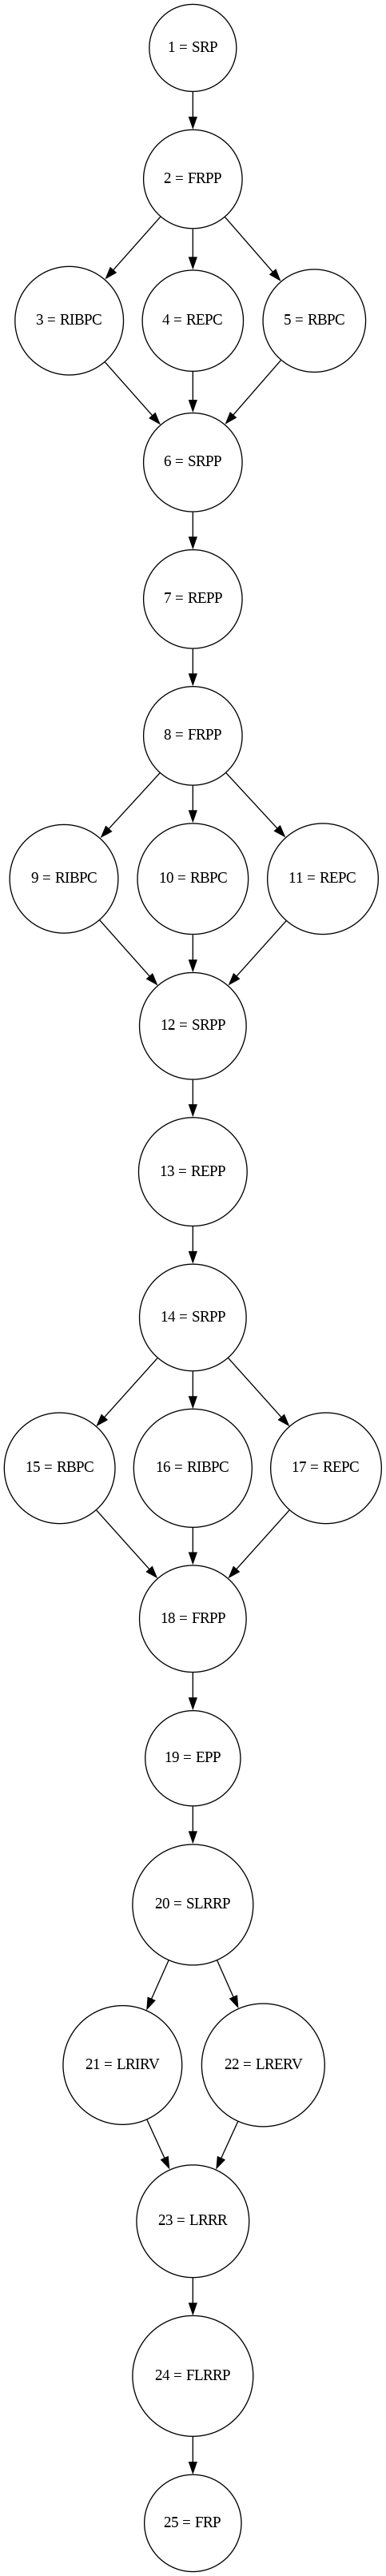 1 = SRP
2 = FRPP
3 = RIBPC
4 = REPC
5 = RBPC
6 = SRPP
7 = REPP
8 = FRPP
9 = RIBPC
10 = RBPC
11 = REPC
12 = SRPP
13 = REPP
14 = SRPP
15 = RBPC
16 = RIBPC
17 = REPC
18 = FRPP
19 = EPP
20 = SLRRP
21 = LRIRV
22 = LRERV
23 = LRRR
24 = FLRRP
25 = FRP